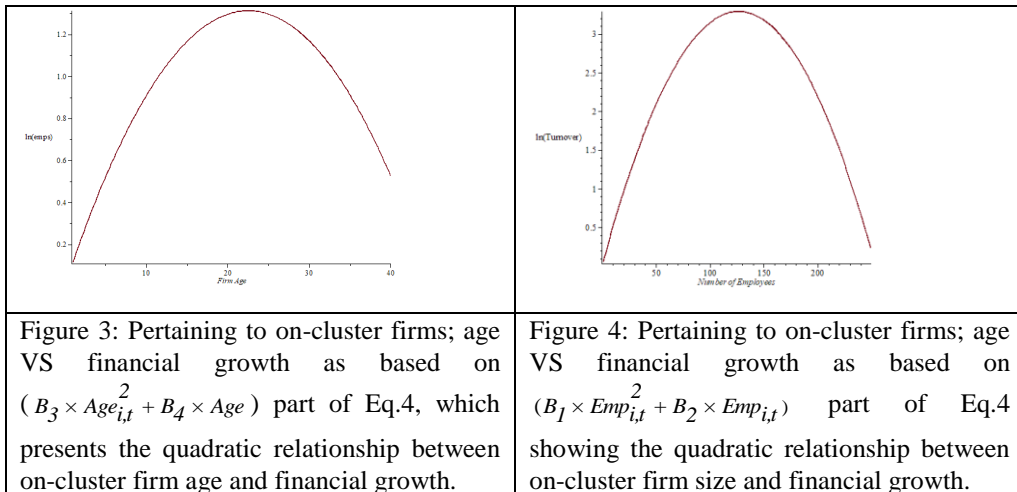 1.2
1.0
0.8
ln(emps)
0.6
0.4
0.2
10 20 30 40
Firm Age
3
2.5
2
ln(Turnover)
1.5
1
0.5
50 100 150 200
Number of Employees
Figure 3: Pertaining to on-cluster firms; age
VS financial growth as based on
( B₃ × Age²ᵢ,ₜ + B₄ × Age ) part of Eq.4, which
presents the quadratic relationship between
on-cluster firm age and financial growth.
Figure 4: Pertaining to on-cluster firms; age
VS financial growth as based on
(B₁ × Emp²ᵢ,ₜ + B₂ × Empᵢ,ₜ) part of Eq.4
showing the quadratic relationship between
on-cluster firm size and financial growth.